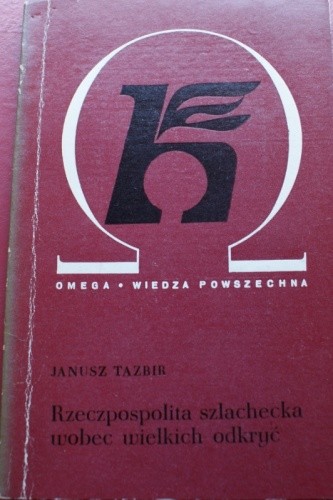 OMEGA • WIEDZA POWSZECHNA
JANUSZ TAZBIR
Rzeczpospolita szlachecka
wobec wielkich odkryć